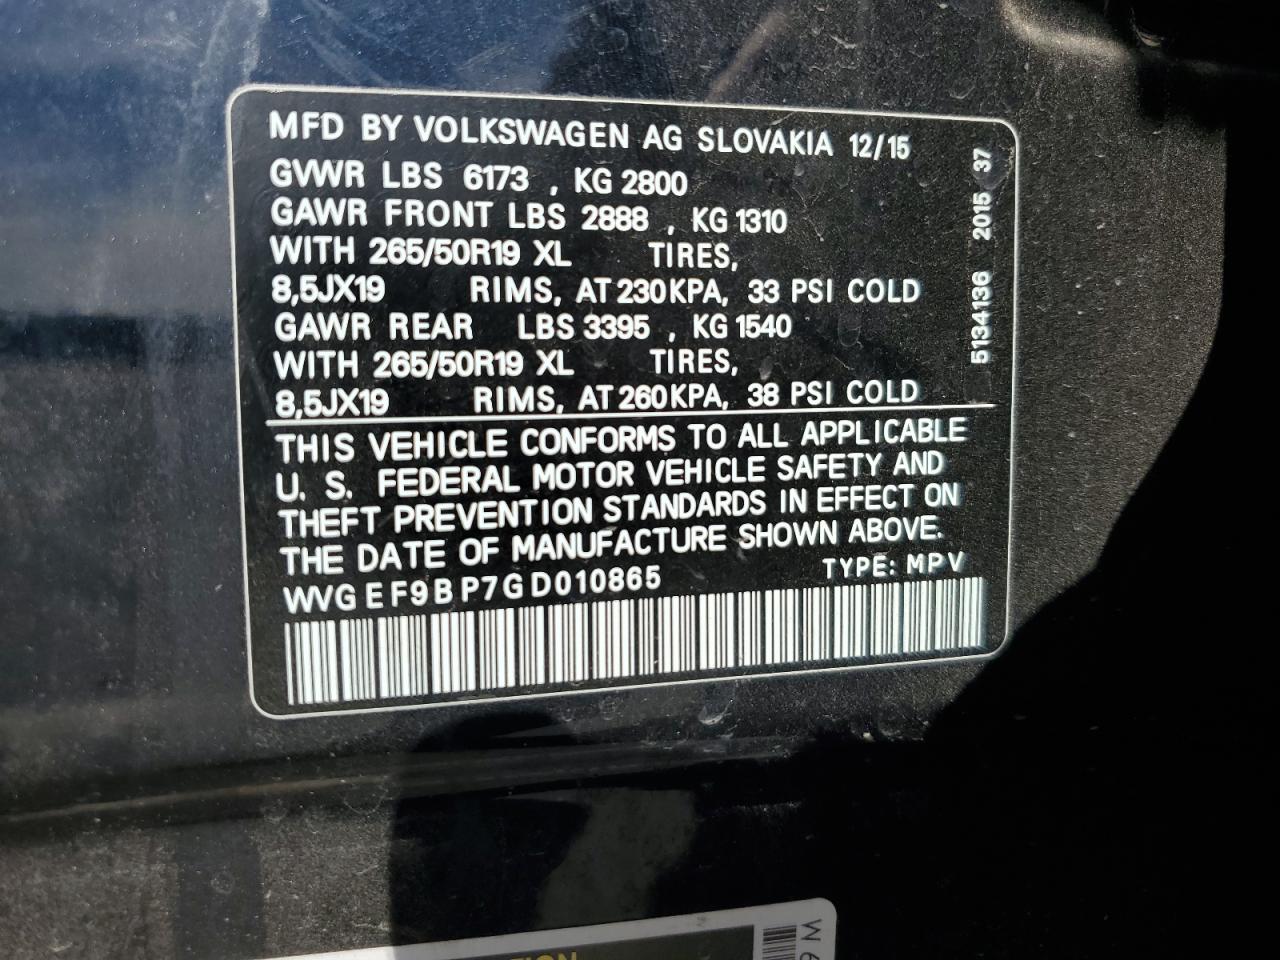 MFD BY VOLKSWAGEN AG SLOVAKIA 12/15
GVWR LBS 6173 , KG 2800
GAWR FRONT LBS 2888 , KG 1310
WITH 265/50R19 XL TIRES,
8,5JX19 RIMS, AT 230 KPA, 33 PSI COLD
GAWR REAR LBS 3395 , KG 1540
WITH 265/50R19 XL TIRES,
8,5JX19 RIMS, AT 260 KPA, 38 PSI COLD
THIS VEHICLE CONFORMS TO ALL APPLICABLE
U. S. FEDERAL MOTOR VEHICLE SAFETY AND
THEFT PREVENTION STANDARDS IN EFFECT ON
THE DATE OF MANUFACTURE SHOWN ABOVE.
WVGEF9BP7GD010865 TYPE: MPV
5134136 2015 37